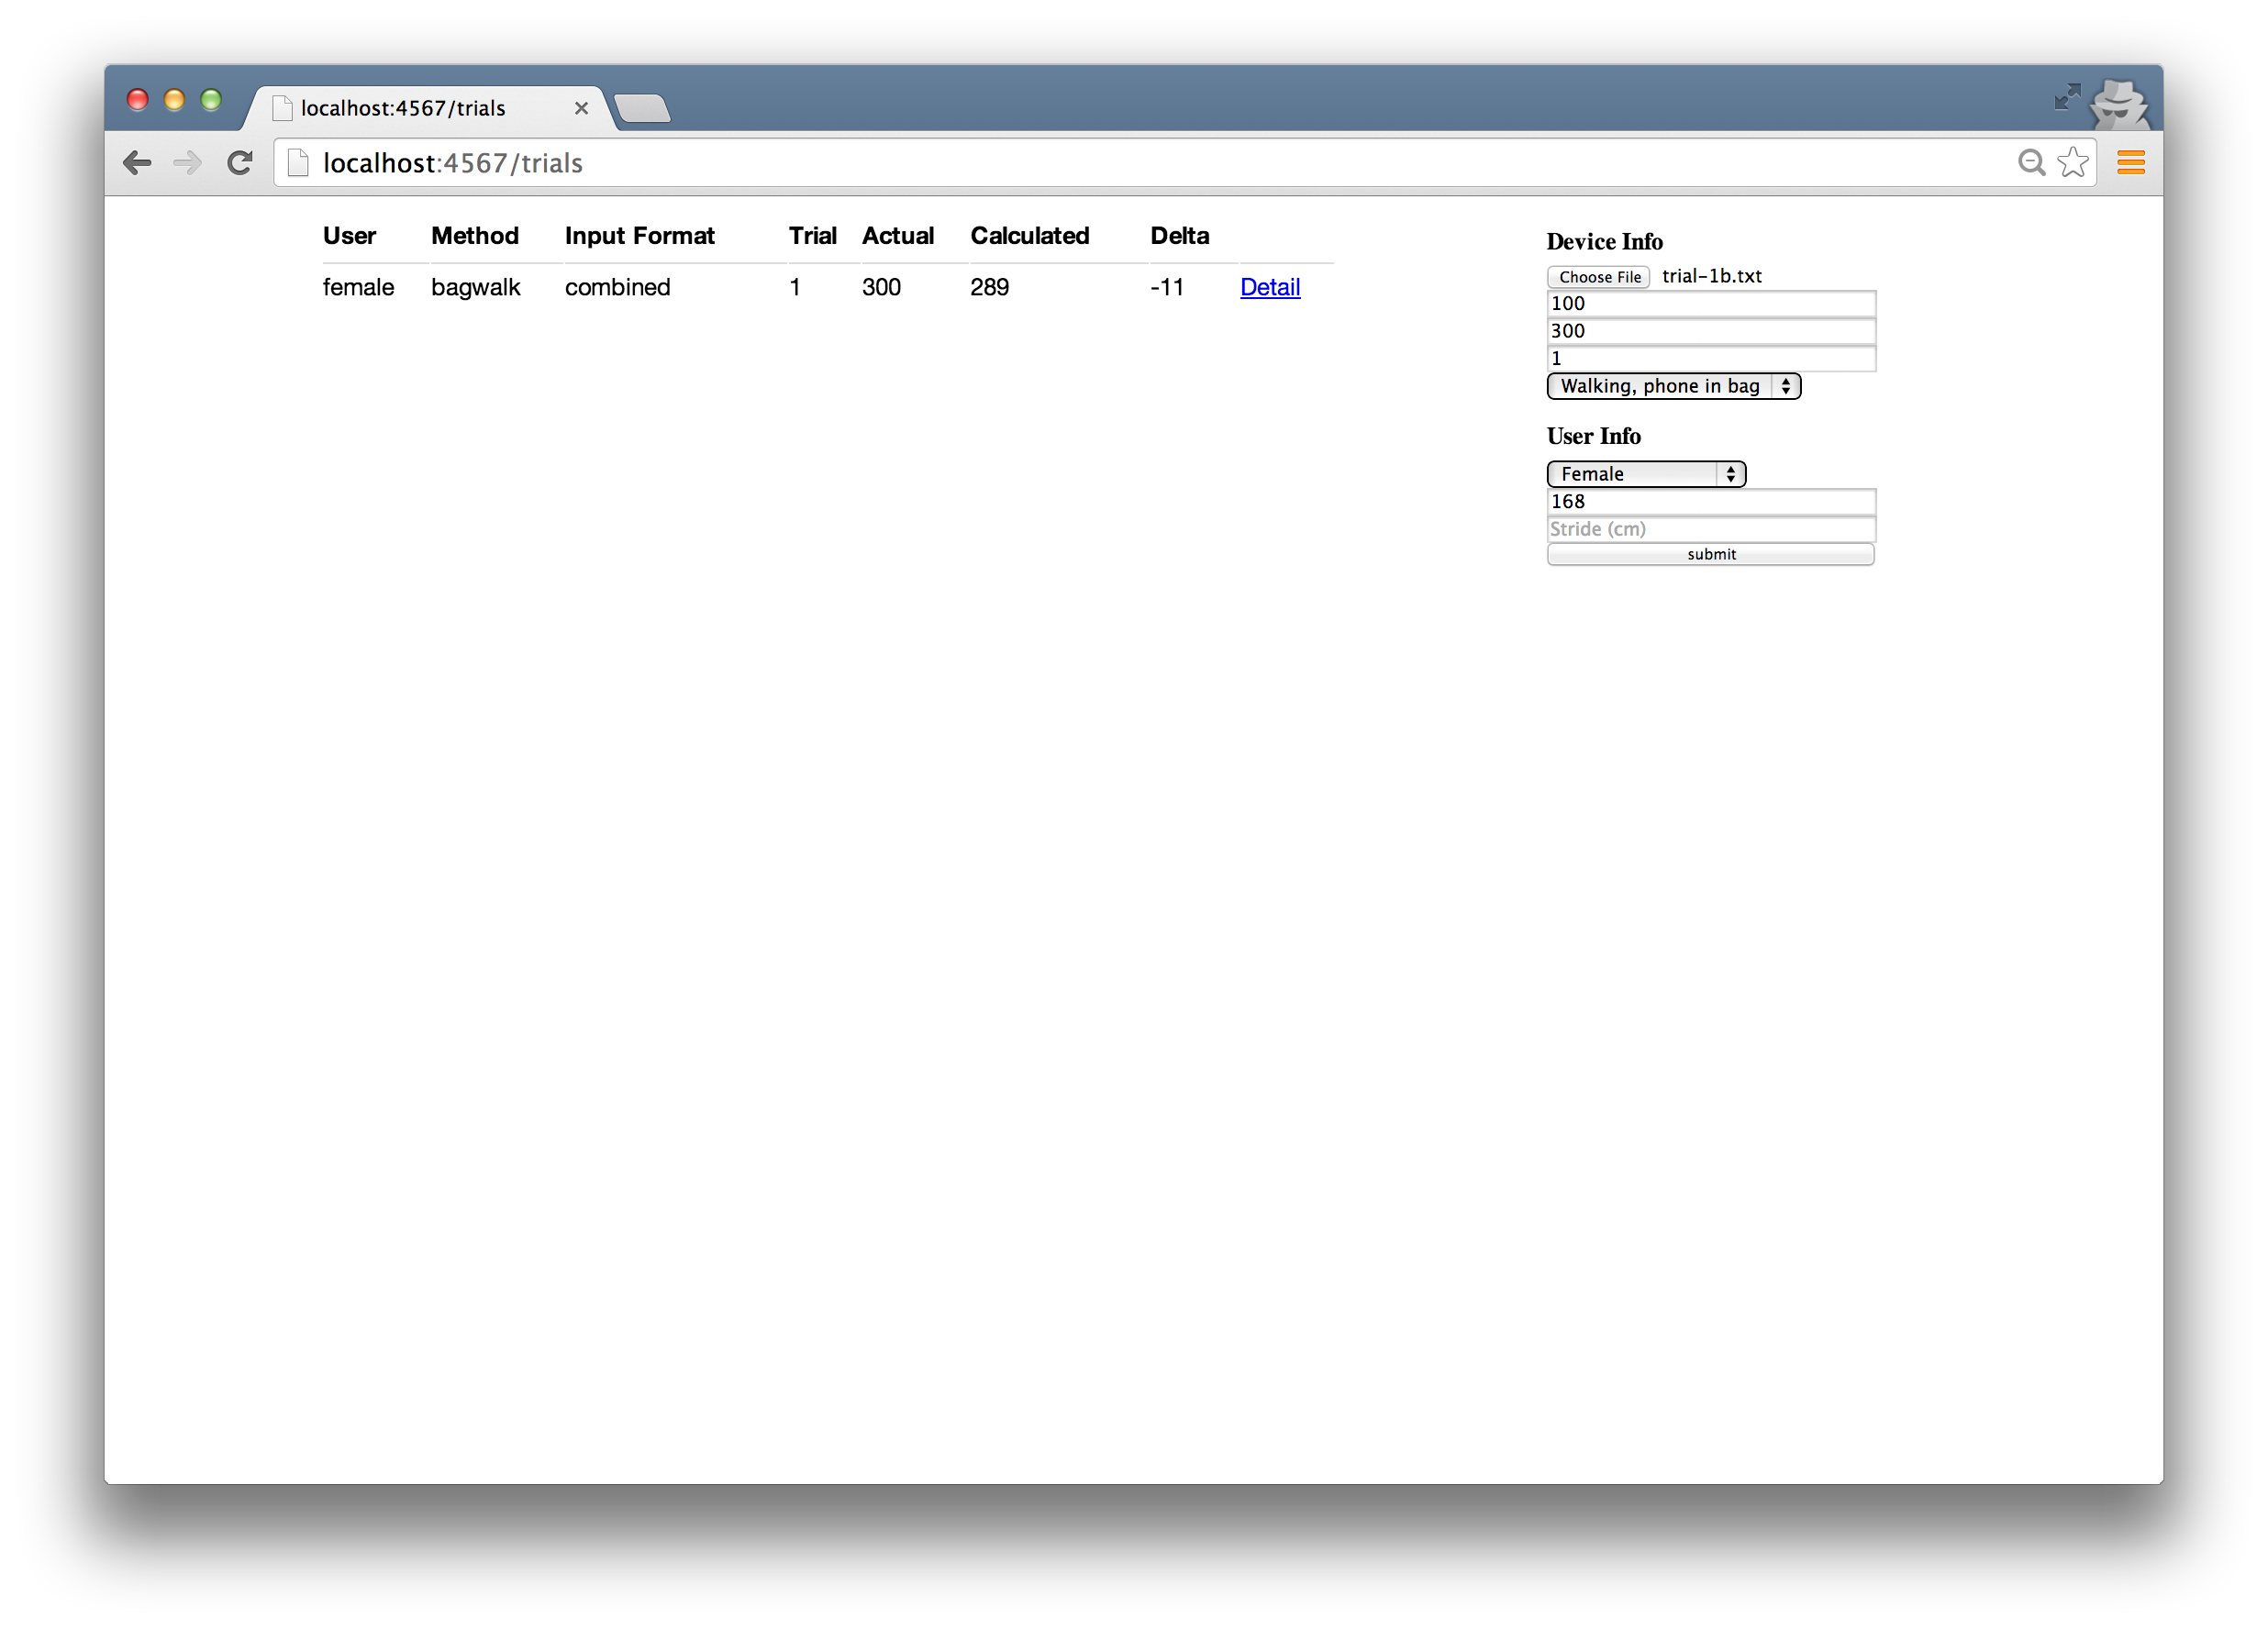 localhost:4567/trials
localhost:4567/trials
User Method Input Format Trial Actual Calculated Delta
female bagwalk combined 1 300 289 -11 Detail
Device Info
Choose File trial-1b.txt
100
300
1
Walking, phone in bag
User Info
Female
168
Stride (cm)
submit